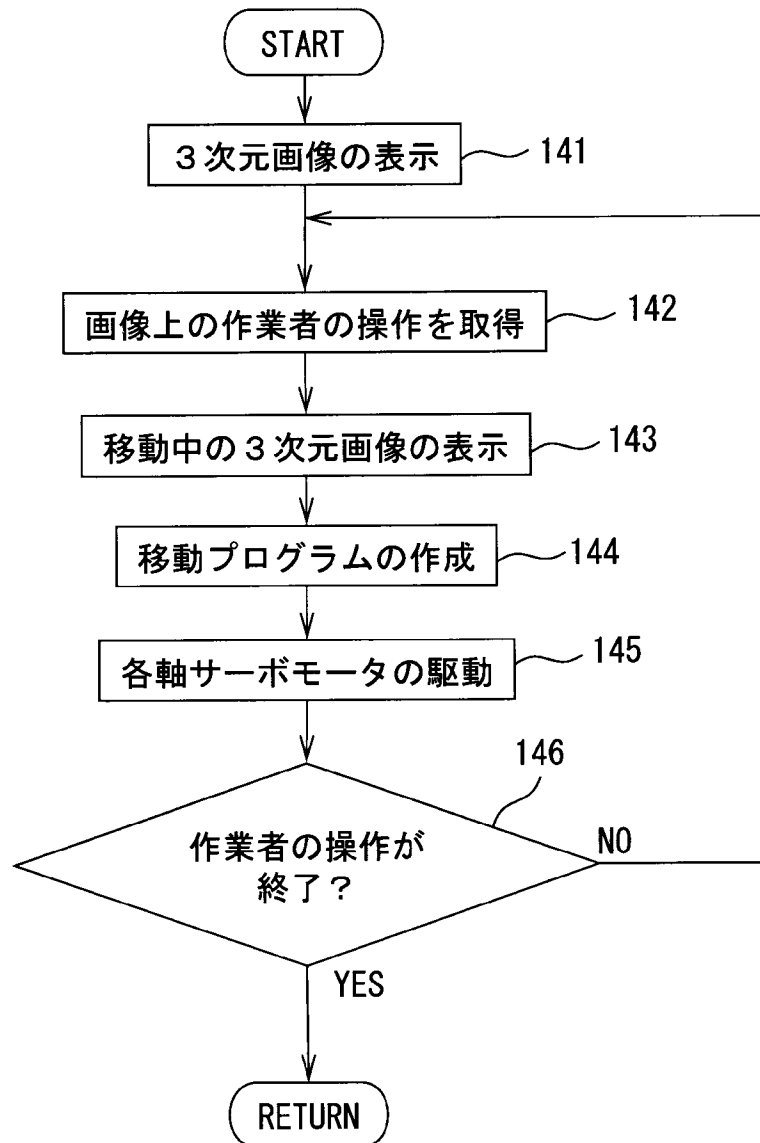 START
3次元画像の表示
141
画像上の作業者の操作を取得
142
移動中の3次元画像の表示
143
移動プログラムの作成
144
各軸サーボモータの駆動
145
146
作業者の操作が
終了?
NO
YES
RETURN